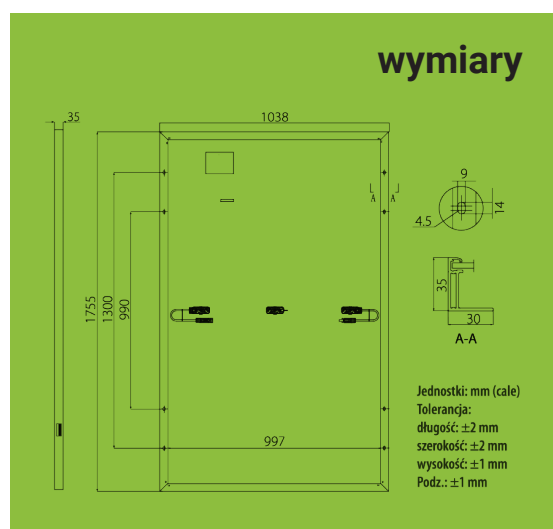 wymiary
35
1038
9
A A
14
4.5
1755
1300
990
35
30
A-A
997
Jednostki: mm (cale)
Tolerancja:
długość: ±2 mm
szerokość: ±2 mm
wysokość: ±1 mm
Podz.: ±1 mm